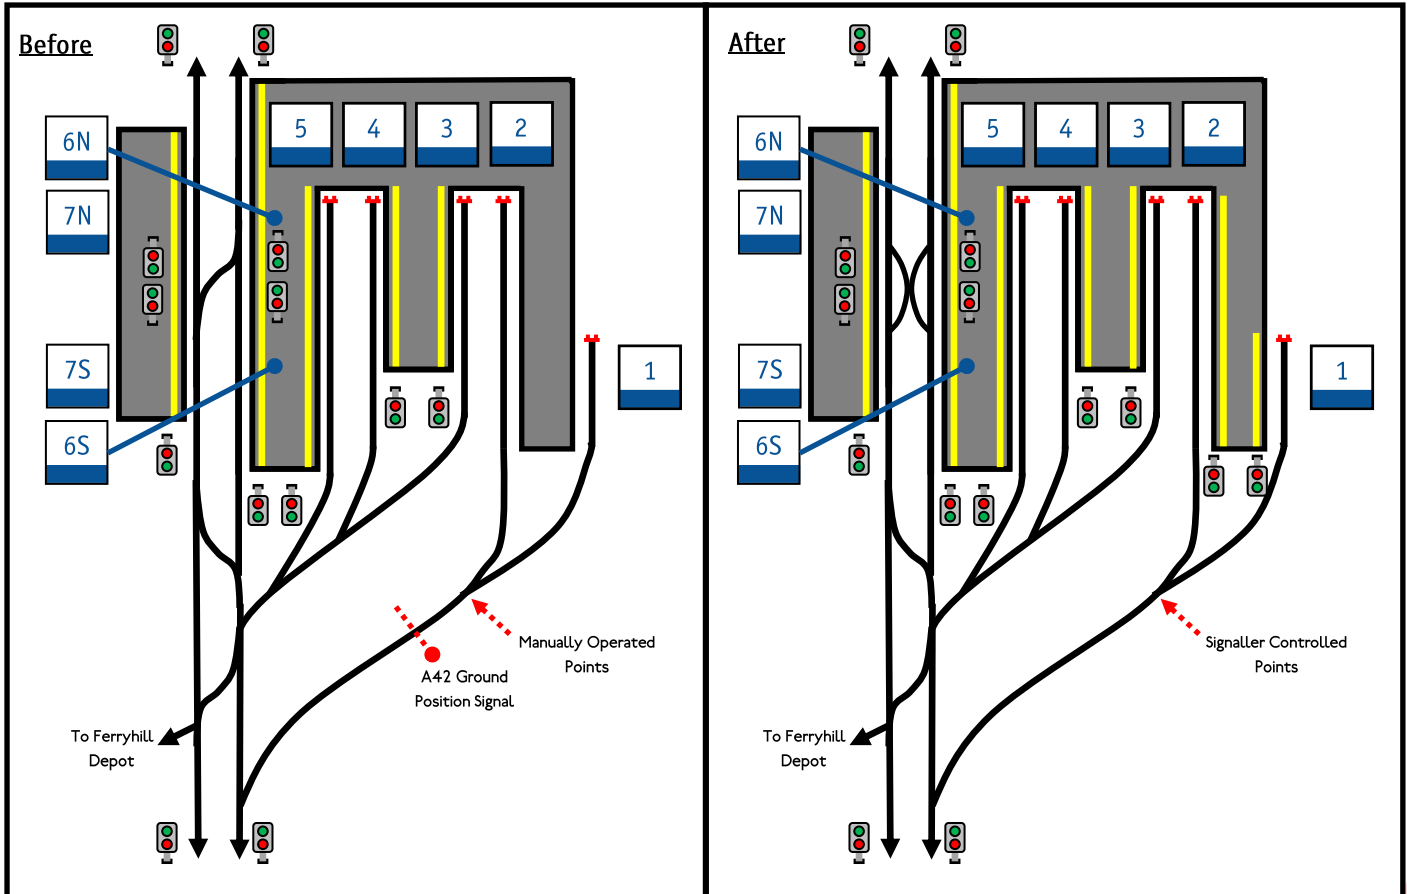 Before
6N
7N
7S
6S
5
4
3
2
1
Manually Operated
Points
A42 Ground
Position Signal
To Ferryhill
Depot
After
6N
7N
7S
6S
5
4
3
2
1
Signaller Controlled
Points
To Ferryhill
Depot